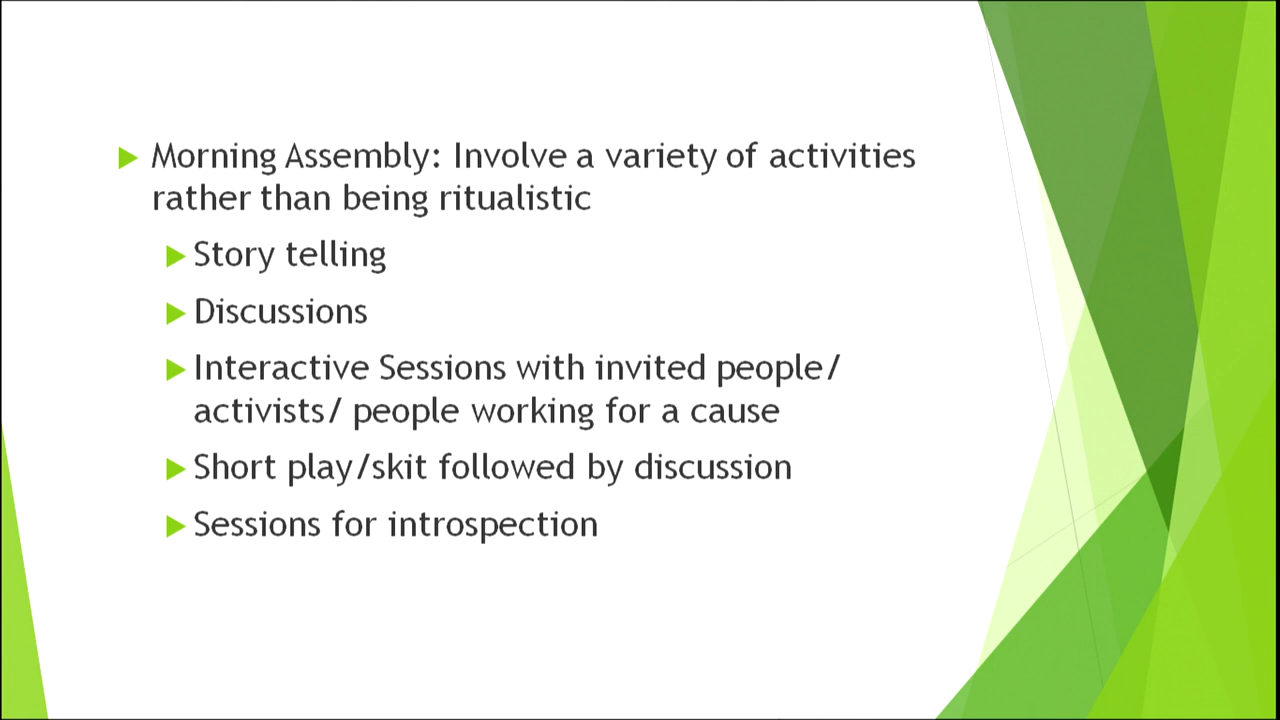 Morning Assembly: Involve a variety of activities
rather than being ritualistic
Story telling
Discussions
Interactive Sessions with invited people/
activists/ people working for a cause
Short play/skit followed by discussion
Sessions for introspection